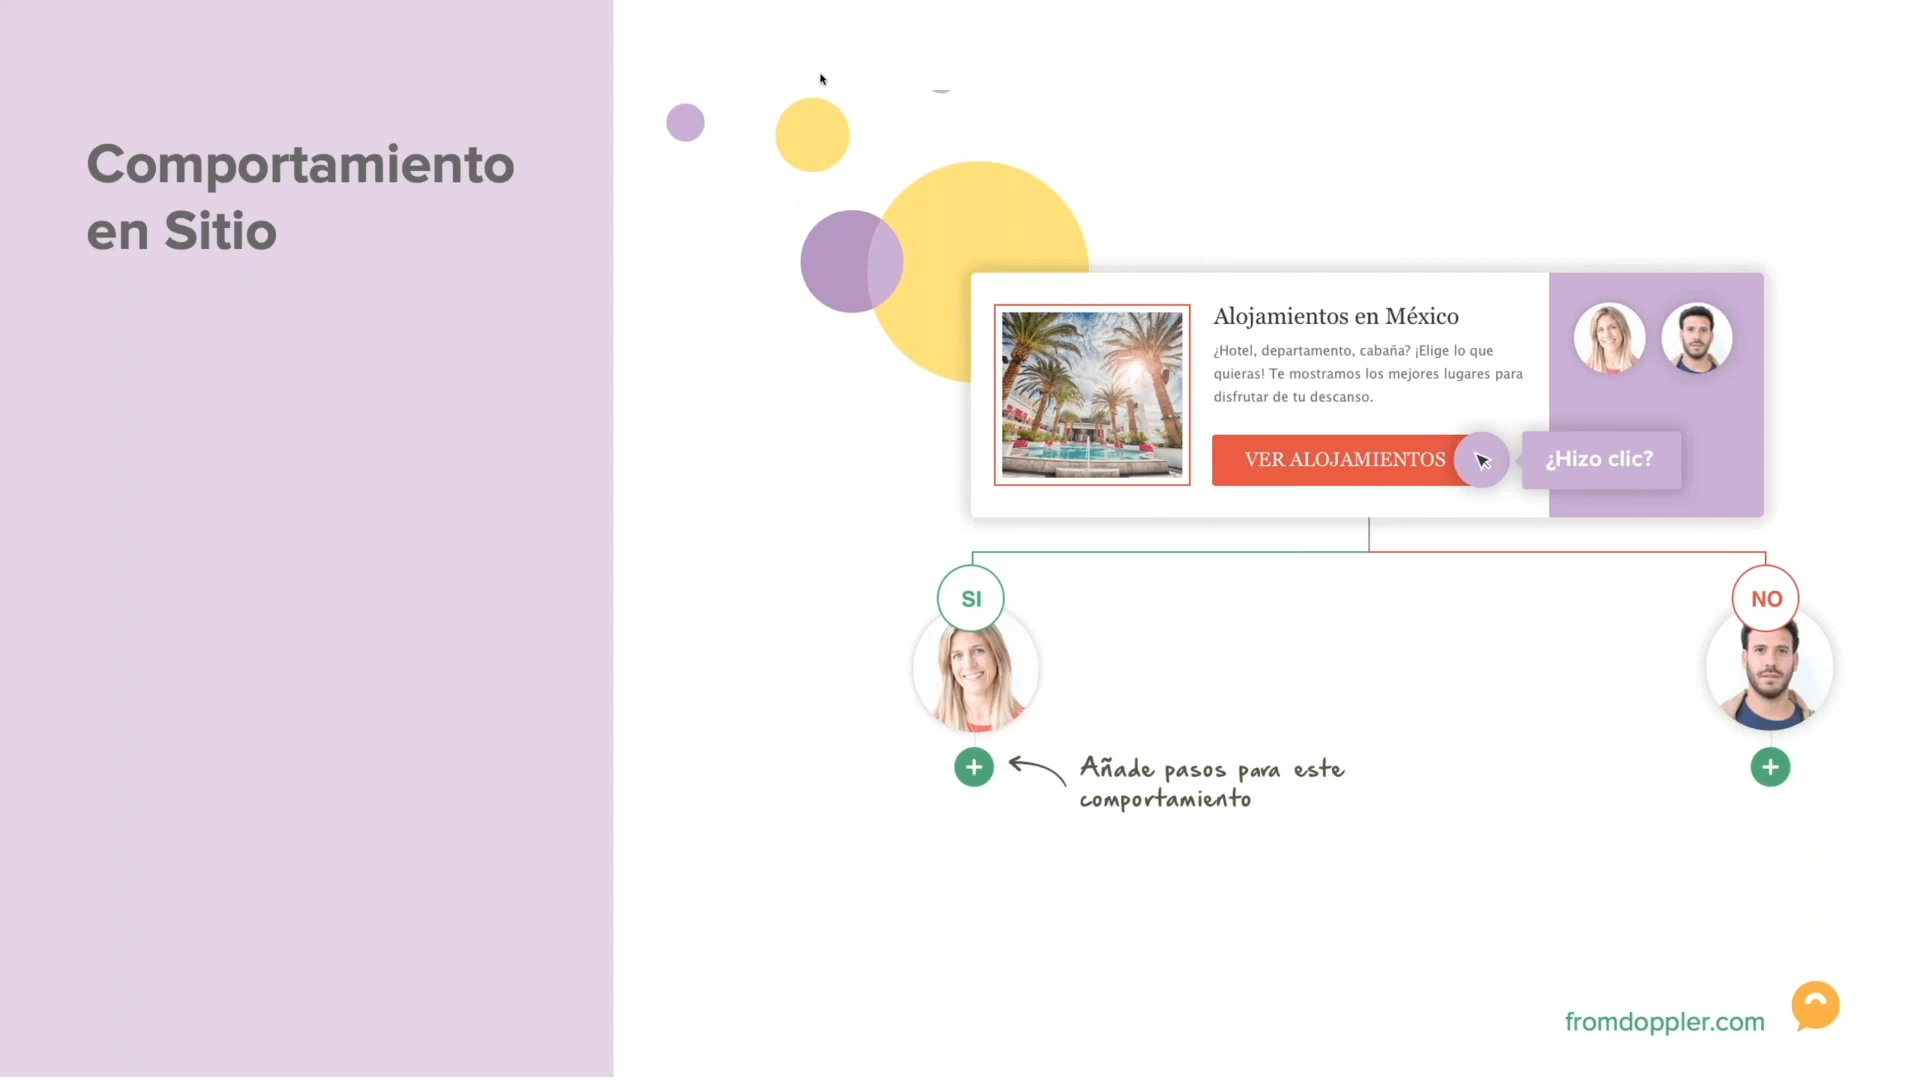 Comportamiento
en Sitio
Alojamientos en México
¿Hotel, departamento, cabaña? ¡Elige lo que
quieras! Te mostramos los mejores lugares para
disfrutar de tu descanso.
VER ALOJAMIENTOS
¿Hizo clic?
SI
NO
Añade pasos para este
comportamiento
fromdoppler.com